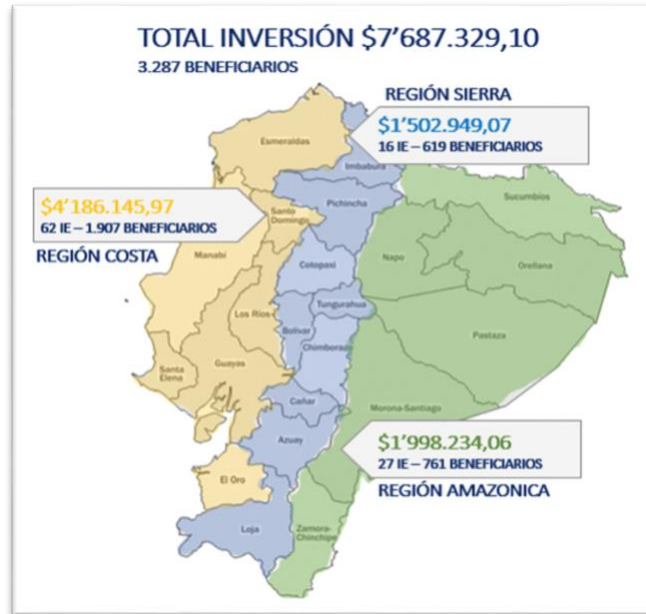 TOTAL INVERSIÓN $7’687.329,10
3.287 BENEFICIARIOS
REGIÓN SIERRA
$1’502.949,07
16 IE – 619 BENEFICIARIOS
Esmeraldas
Imbabura
$4’186.145,97
62 IE – 1.907 BENEFICIARIOS
REGIÓN COSTA
Santo
Domingo
Pichincha
Sucumbíos
Manabí
Cotopaxi
Napo
Orellana
Los Ríos
Tungurahua
Bolívar
Chimborazo
Pastaza
Santa
Elena
Guayas
Cañar
Morona-Santiago
Azuay
$1’998.234,06
27 IE – 761 BENEFICIARIOS
REGIÓN AMAZONICA
El Oro
Loja
Zamora-
Chinchipe